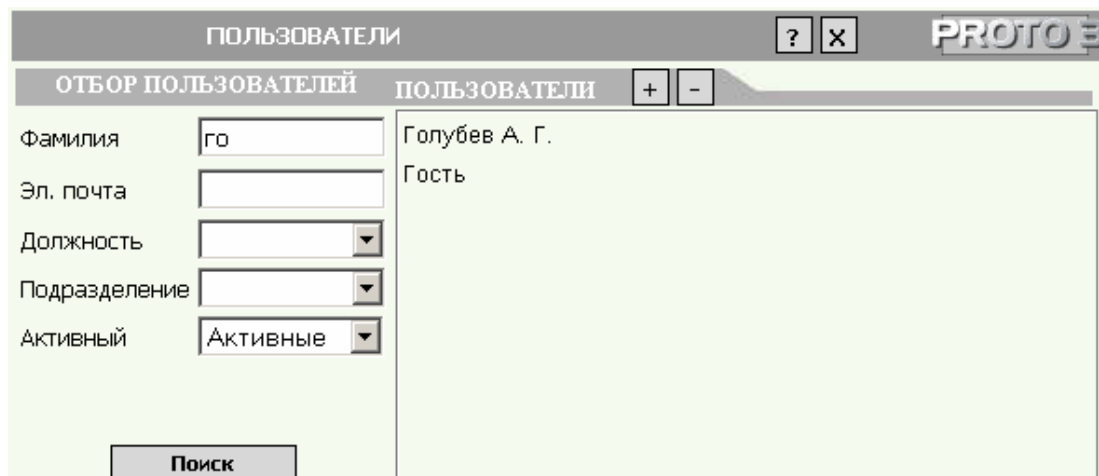 ПОЛЬЗОВАТЕЛИ ? X PROTO
ОТБОР ПОЛЬЗОВАТЕЛЕЙ ПОЛЬЗОВАТЕЛИ + -
Фамилия го
Голубев А. Г.
Гость
Эл. почта
Должность
Подразделение
Активный Активные
Поиск